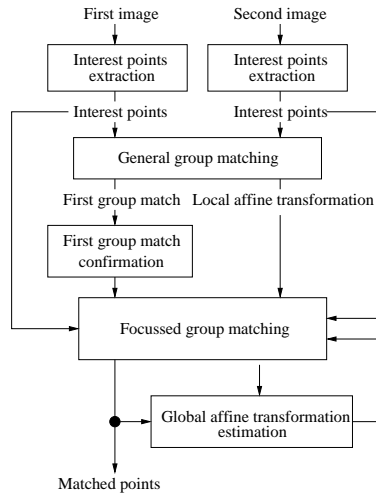 First image
Second image
Interest points
extraction
Interest points
extraction
Interest points
Interest points
General group matching
First group match
Local affine transformation
First group match
confirmation
Focussed group matching
Global affine transformation
estimation
Matched points